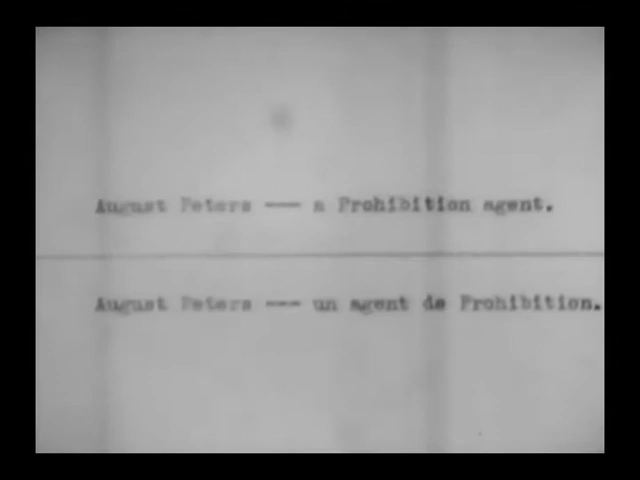 August Peters --- a Prohibition agent.
August Peters --- un agent de Prohibition.